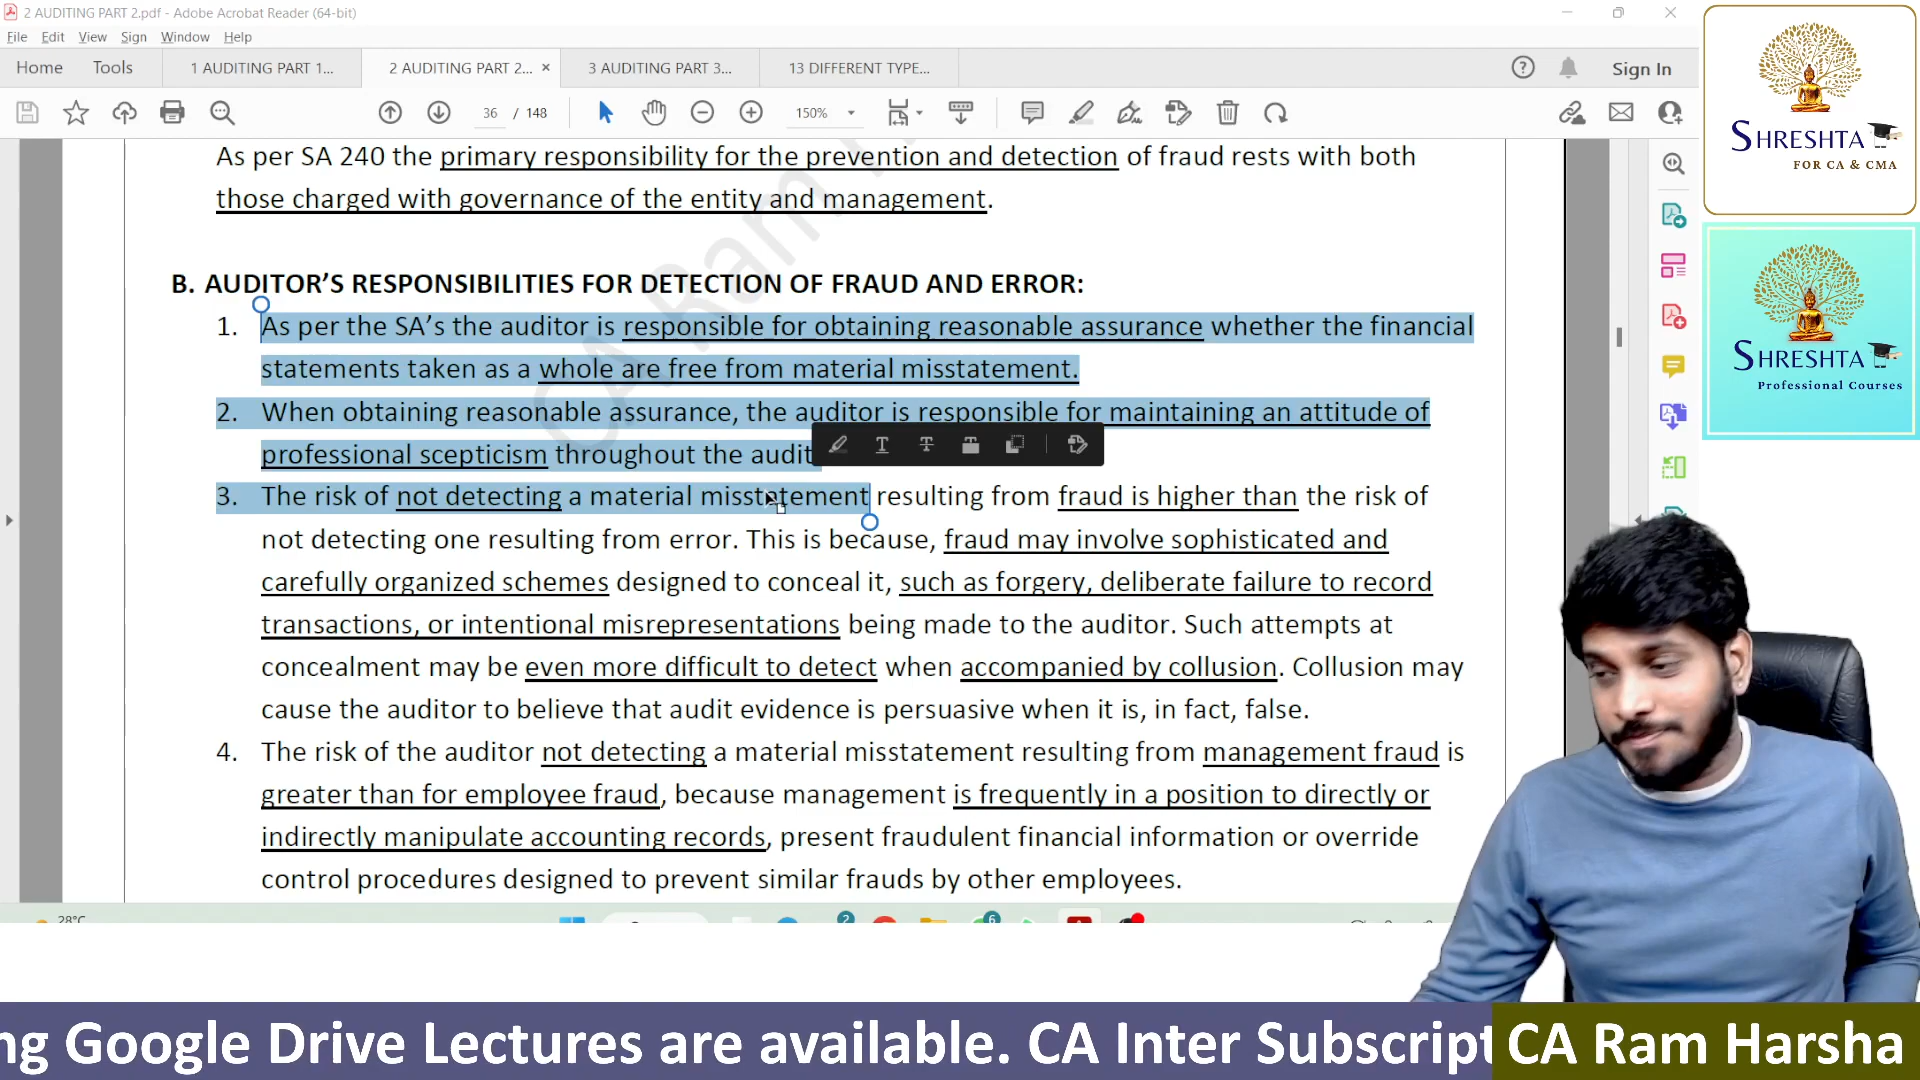 2 AUDITING PART 2.pdf - Adobe Acrobat Reader (64-bit)
File Edit View Sign Window Help
Home Tools 1 AUDITING PART 1... 2 AUDITING PART 2... × 3 AUDITING PART 3... 13 DIFFERENT TYPE... Sign In
36 / 148 150%
As per SA 240 the primary responsibility for the prevention and detection of fraud rests with both
those charged with governance of the entity and management.
B. AUDITOR’S RESPONSIBILITIES FOR DETECTION OF FRAUD AND ERROR:
1. As per the SA’s the auditor is responsible for obtaining reasonable assurance whether the financial
statements taken as a whole are free from material misstatement.
2. When obtaining reasonable assurance, the auditor is responsible for maintaining an attitude of
professional scepticism throughout the audit
3. The risk of not detecting a material misstatement resulting from fraud is higher than the risk of
not detecting one resulting from error. This is because, fraud may involve sophisticated and
carefully organized schemes designed to conceal it, such as forgery, deliberate failure to record
transactions, or intentional misrepresentations being made to the auditor. Such attempts at
concealment may be even more difficult to detect when accompanied by collusion. Collusion may
cause the auditor to believe that audit evidence is persuasive when it is, in fact, false.
4. The risk of the auditor not detecting a material misstatement resulting from management fraud is
greater than for employee fraud, because management is frequently in a position to directly or
indirectly manipulate accounting records, present fraudulent financial information or override
control procedures designed to prevent similar frauds by other employees.
CA Ram
28°C
2
6
SHRESHTA
FOR CA & CMA
SHRESHTA
Professional Courses
ng Google Drive Lectures are available. CA Inter Subscript
CA Ram Harsha